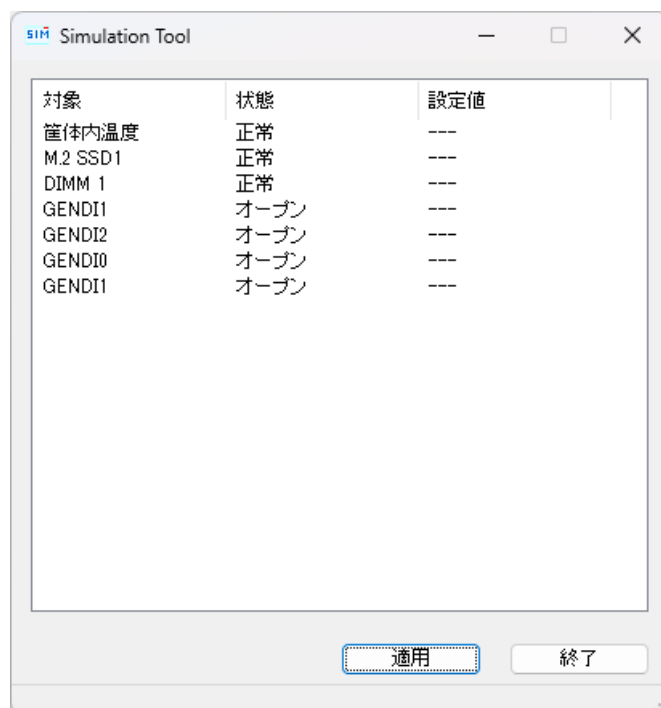 SIM Simulation Tool
対象 状態 設定値
筐体内温度 正常 ---
M.2 SSD1 正常 ---
DIMM 1 正常 ---
GENDI1 オープン ---
GENDI2 オープン ---
GENDI0 オープン ---
GENDI1 オープン ---
適用 終了